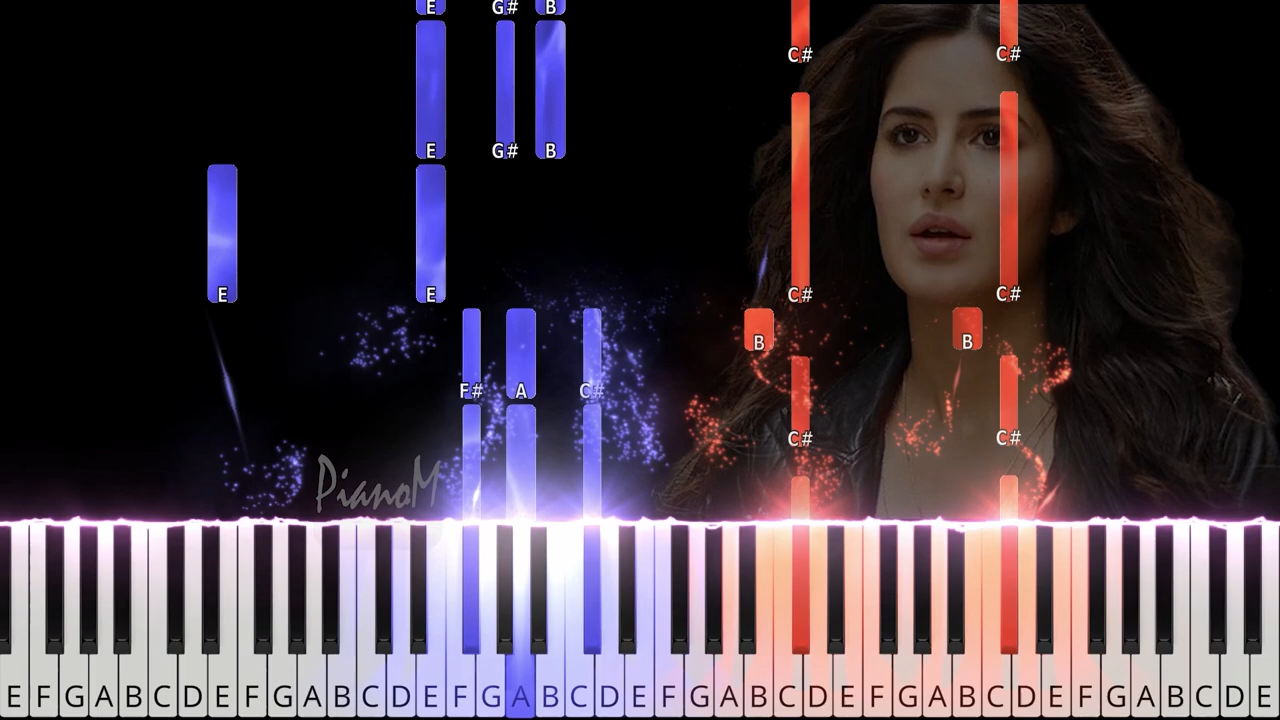 E G# B
C# C#
E G# B
E E C# C#
B B
F# A C#
C# C#
PianoM
E F G A B C D E F G A B C D E F G A B C D E F G A B C D E F G A B C D E F G A B C D E